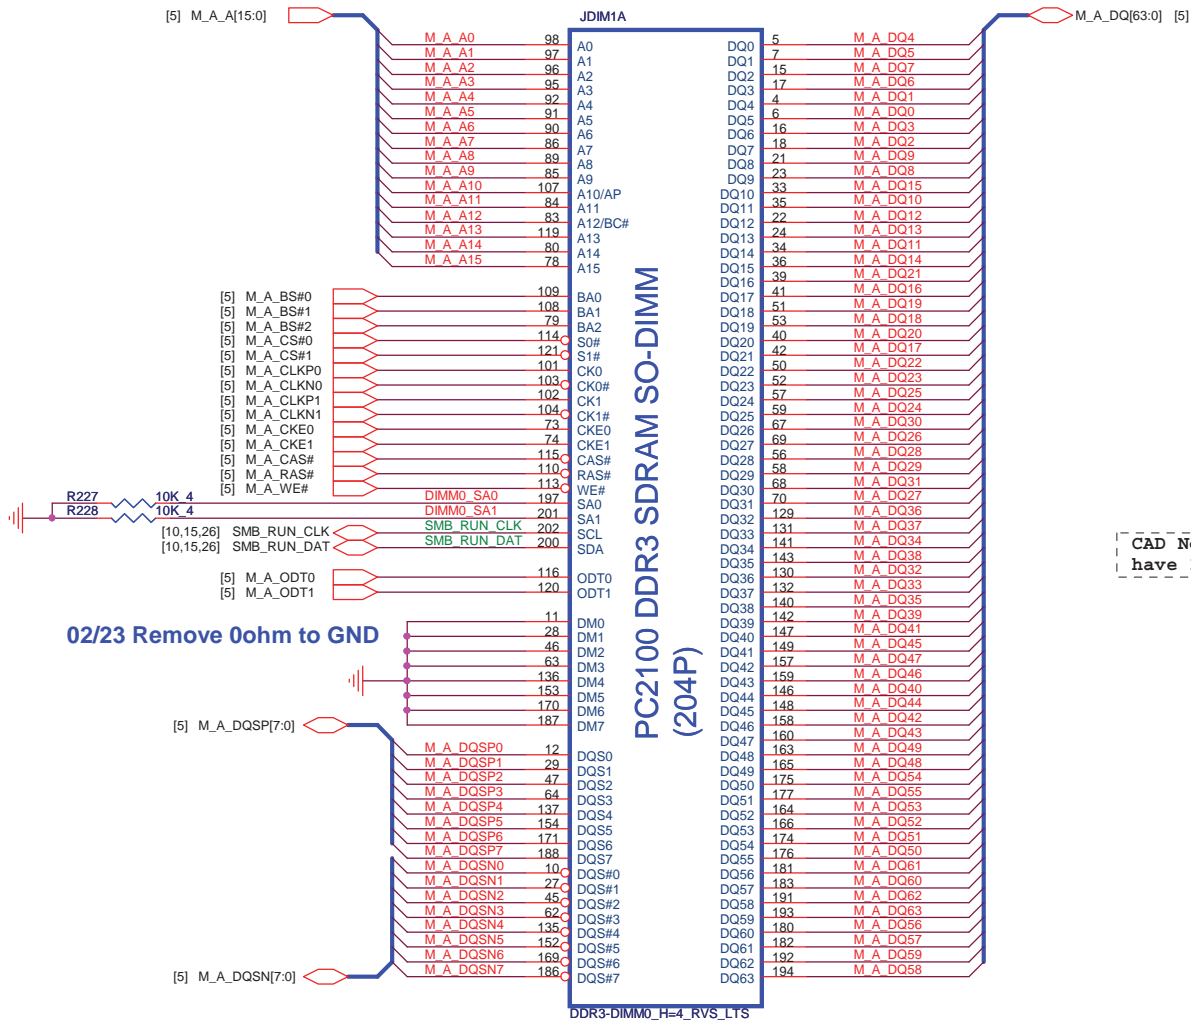 [5] M_A_A[15:0] JDIM1A M_A_DQ[63:0] [5]
M_A_A0 98 A0 DQ0 5 M_A_DQ4
M_A_A1 97 A1 DQ1 7 M_A_DQ5
M_A_A2 96 A2 DQ2 15 M_A_DQ7
M_A_A3 95 A3 DQ3 17 M_A_DQ6
M_A_A4 92 A4 DQ4 4 M_A_DQ1
M_A_A5 91 A5 DQ5 6 M_A_DQ0
M_A_A6 90 A6 DQ6 16 M_A_DQ3
M_A_A7 86 A7 DQ7 18 M_A_DQ2
M_A_A8 89 A8 DQ8 21 M_A_DQ9
M_A_A9 85 A9 DQ9 23 M_A_DQ8
M_A_A10 107 A10/AP DQ10 33 M_A_DQ15
M_A_A11 84 A11 DQ11 35 M_A_DQ10
M_A_A12 83 A12/BC# DQ12 22 M_A_DQ12
M_A_A13 119 A13 DQ13 24 M_A_DQ13
M_A_A14 80 A14 DQ14 34 M_A_DQ11
M_A_A15 78 A15 DQ15 36 M_A_DQ14
DQ16 39 M_A_DQ21
[5] M_A_BS#0 109 BA0 DQ17 41 M_A_DQ16
[5] M_A_BS#1 108 BA1 DQ18 51 M_A_DQ19
[5] M_A_BS#2 79 BA2 DQ19 53 M_A_DQ18
[5] M_A_CS#0 114 S0# DQ20 40 M_A_DQ20
[5] M_A_CS#1 121 S1# DQ21 42 M_A_DQ17
[5] M_A_CLKP0 101 CK0 DQ22 50 M_A_DQ22
[5] M_A_CLKN0 103 CK0# DQ23 52 M_A_DQ23
[5] M_A_CLKP1 102 CK1 DQ24 57 M_A_DQ25
[5] M_A_CLKN1 104 CK1# DQ25 59 M_A_DQ24
[5] M_A_CKE0 73 CKE0 DQ26 67 M_A_DQ30
[5] M_A_CKE1 74 CKE1 DQ27 69 M_A_DQ26
[5] M_A_CAS# 115 CAS# DQ28 56 M_A_DQ28
[5] M_A_RAS# 110 RAS# DQ29 58 M_A_DQ29
[5] M_A_WE# 113 WE# DQ30 68 M_A_DQ31
R227 10K_4 DIMM0_SA0 197 SA0 DQ31 70 M_A_DQ27
R228 10K_4 DIMM0_SA1 201 SA1 DQ32 129 M_A_DQ36
[10,15,26] SMB_RUN_CLK SMB_RUN_CLK 202 SCL DQ33 131 M_A_DQ37
[10,15,26] SMB_RUN_DAT SMB_RUN_DAT 200 SDA DQ34 141 M_A_DQ34
DQ35 143 M_A_DQ38
[5] M_A_ODT0 116 ODT0 DQ36 130 M_A_DQ32
[5] M_A_ODT1 120 ODT1 DQ37 132 M_A_DQ33
DQ38 140 M_A_DQ35
11 DM0 DQ39 142 M_A_DQ39
28 DM1 DQ40 147 M_A_DQ41
46 DM2 DQ41 149 M_A_DQ45
63 DM3 DQ42 157 M_A_DQ47
136 DM4 DQ43 159 M_A_DQ46
153 DM5 DQ44 146 M_A_DQ40
170 DM6 DQ45 148 M_A_DQ44
187 DM7 DQ46 158 M_A_DQ42
DQ47 160 M_A_DQ43
M_A_DQSP0 12 DQS0 DQ48 163 M_A_DQ49
M_A_DQSP1 29 DQS1 DQ49 165 M_A_DQ48
M_A_DQSP2 47 DQS2 DQ50 175 M_A_DQ54
M_A_DQSP3 64 DQS3 DQ51 177 M_A_DQ55
M_A_DQSP4 137 DQS4 DQ52 164 M_A_DQ53
M_A_DQSP5 154 DQS5 DQ53 166 M_A_DQ52
M_A_DQSP6 171 DQS6 DQ54 174 M_A_DQ51
M_A_DQSP7 188 DQS7 DQ55 176 M_A_DQ50
M_A_DQSN0 10 DQS#0 DQ56 181 M_A_DQ61
M_A_DQSN1 27 DQS#1 DQ57 183 M_A_DQ60
M_A_DQSN2 45 DQS#2 DQ58 191 M_A_DQ62
M_A_DQSN3 62 DQS#3 DQ59 193 M_A_DQ63
M_A_DQSN4 135 DQS#4 DQ60 180 M_A_DQ56
M_A_DQSN5 152 DQS#5 DQ61 182 M_A_DQ57
M_A_DQSN6 169 DQS#6 DQ62 192 M_A_DQ59
M_A_DQSN7 186 DQS#7 DQ63 194 M_A_DQ58
02/23 Remove 0ohm to GND
[5] M_A_DQSP[7:0]
[5] M_A_DQSN[7:0]
PC2100 DDR3 SDRAM SO-DIMM
(204P)
DDR3-DIMM0_H=4_RVS_LTS
CAD
have